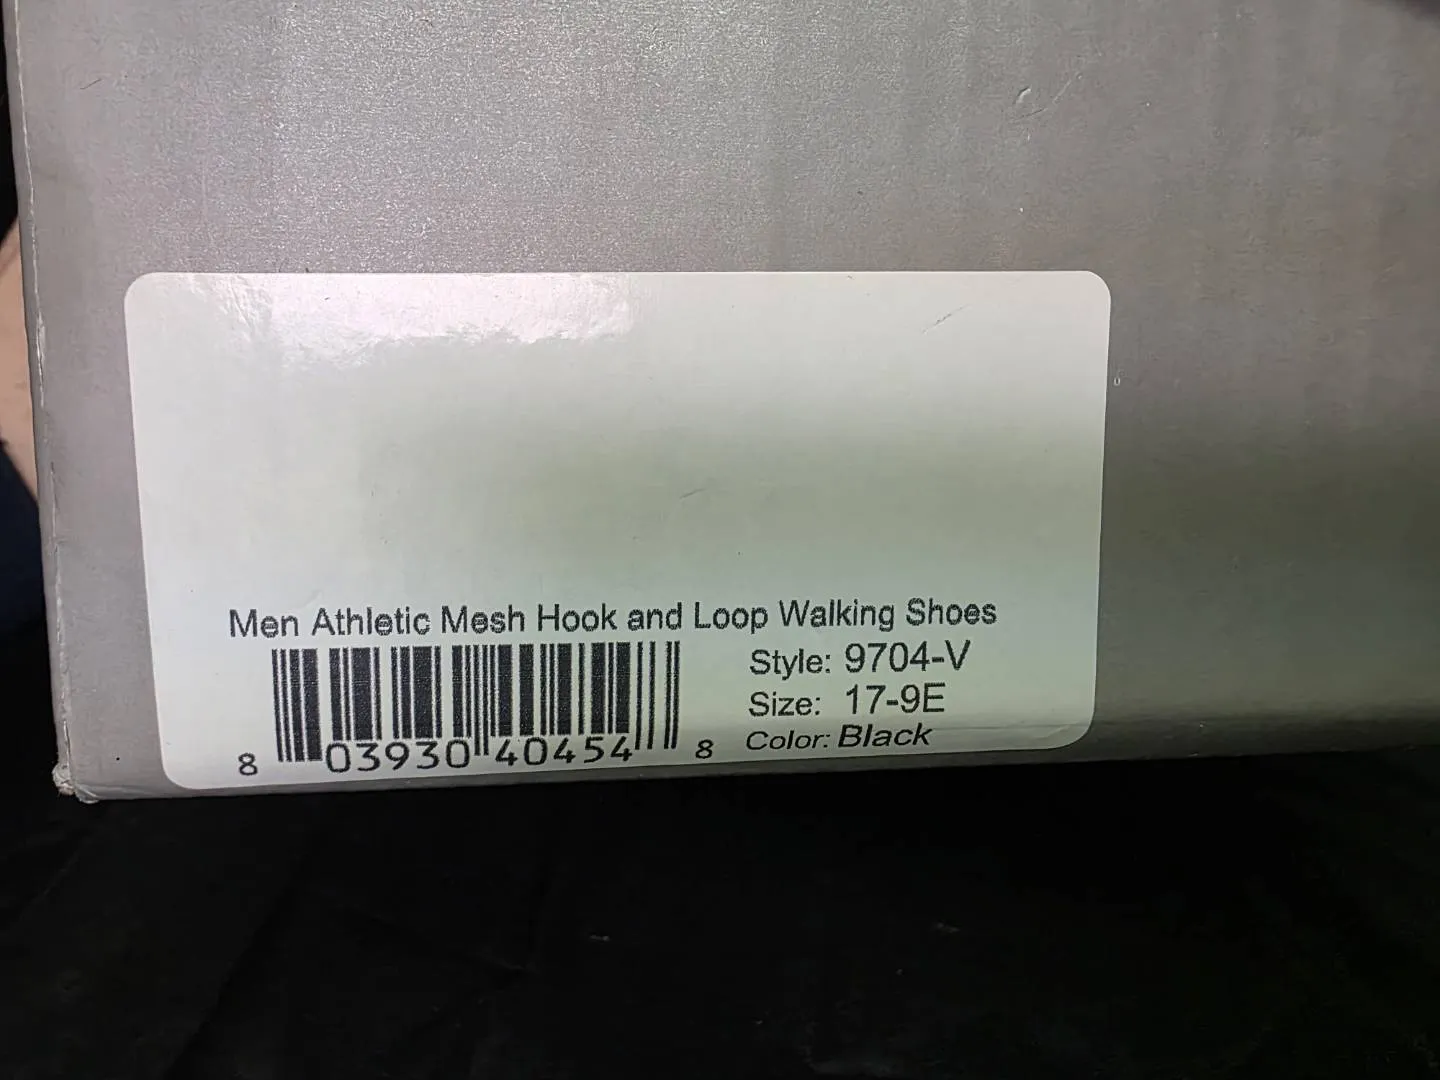 Men Athletic Mesh Hook and Loop Walking Shoes
Style: 9704-V
Size: 17-9E
Color: Black
8 03930 40454 8